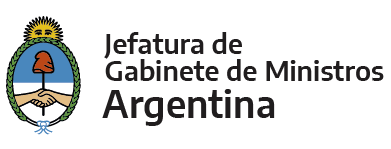 Jefatura de
Gabinete de Ministros
Argentina